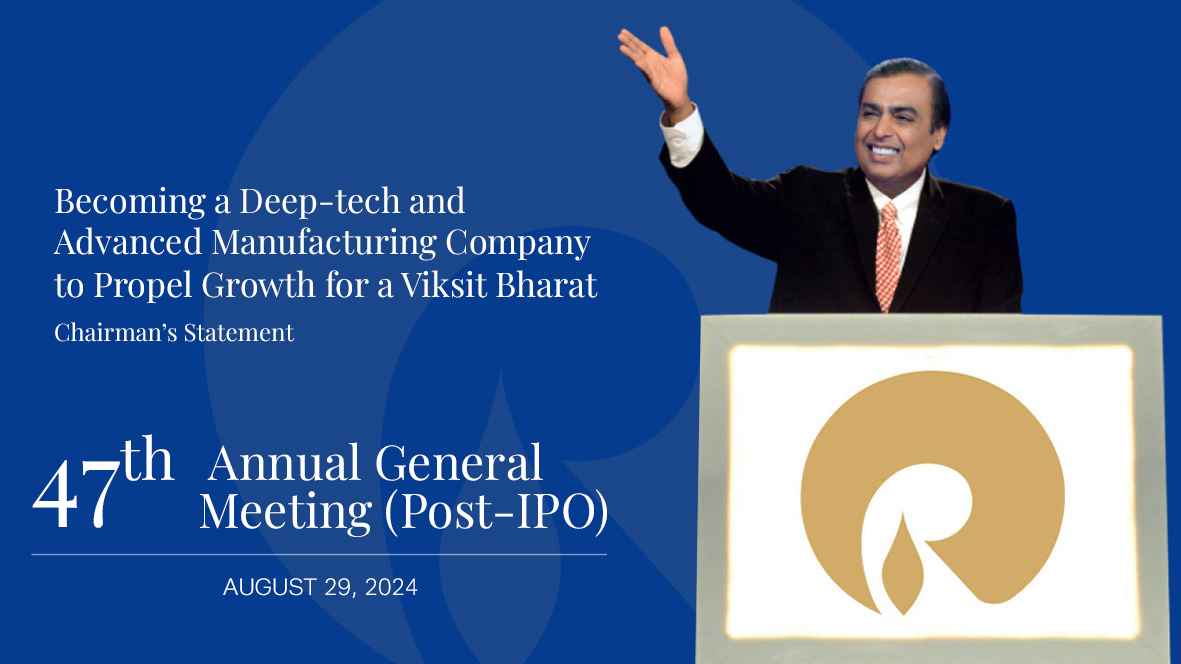 Becoming a Deep-tech and
Advanced Manufacturing Company
to Propel Growth for a Viksit Bharat
Chairman’s Statement
47th Annual General
Meeting (Post-IPO)
AUGUST 29, 2024